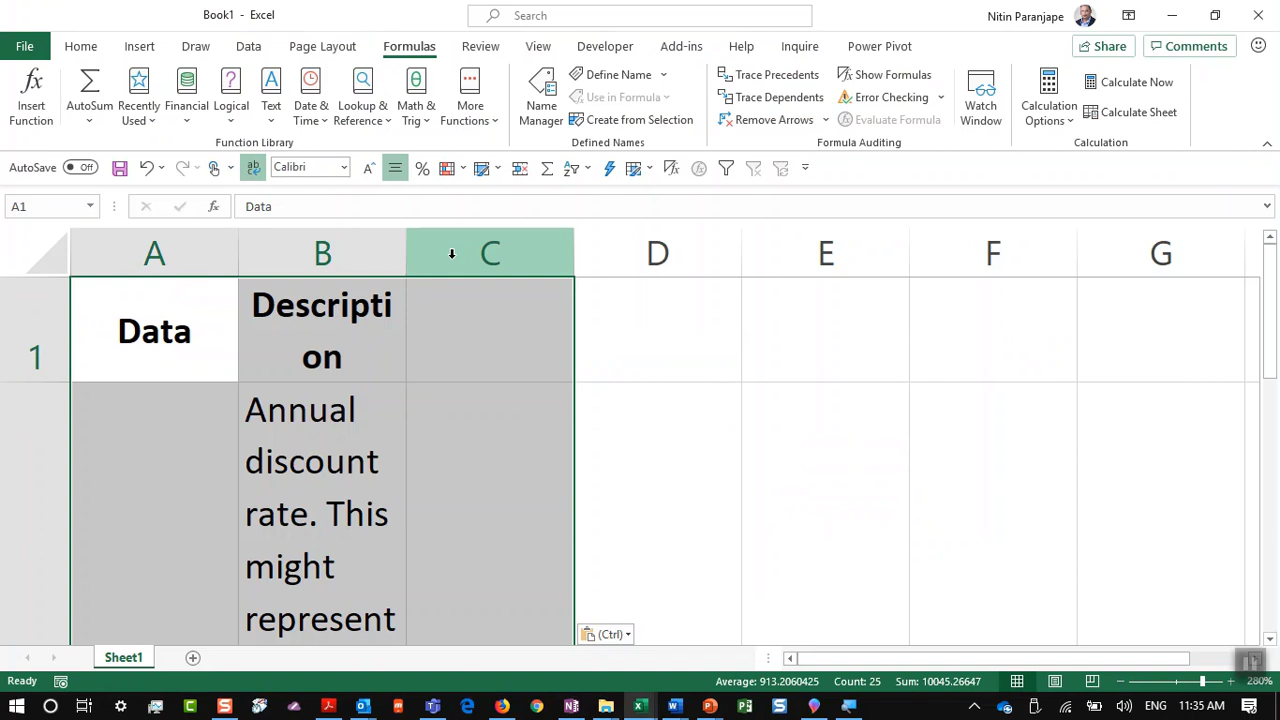 Book1 - Excel
Search
Nitin Paranjape
File Home Insert Draw Data Page Layout Formulas Review View Developer Add-ins Help Inquire Power Pivot Share Comments
Insert Function
AutoSum
Recently Used
Financial
Logical
Text
Date & Time
Lookup & Reference
Math & Trig
More Functions
Function Library
Name Manager
Define Name
Use in Formula
Create from Selection
Defined Names
Trace Precedents
Trace Dependents
Remove Arrows
Show Formulas
Error Checking
Evaluate Formula
Formula Auditing
Watch Window
Calculation Options
Calculate Now
Calculate Sheet
Calculation
AutoSave Off Calibri
A1 fx Data
A B C D E F G
1
Data
Descripti
on
Annual
discount
rate. This
might
represent
(Ctrl)
Sheet1
Ready Average: 913.2060425 Count: 25 Sum: 10045.26647 280%
ENG 11:35 AM